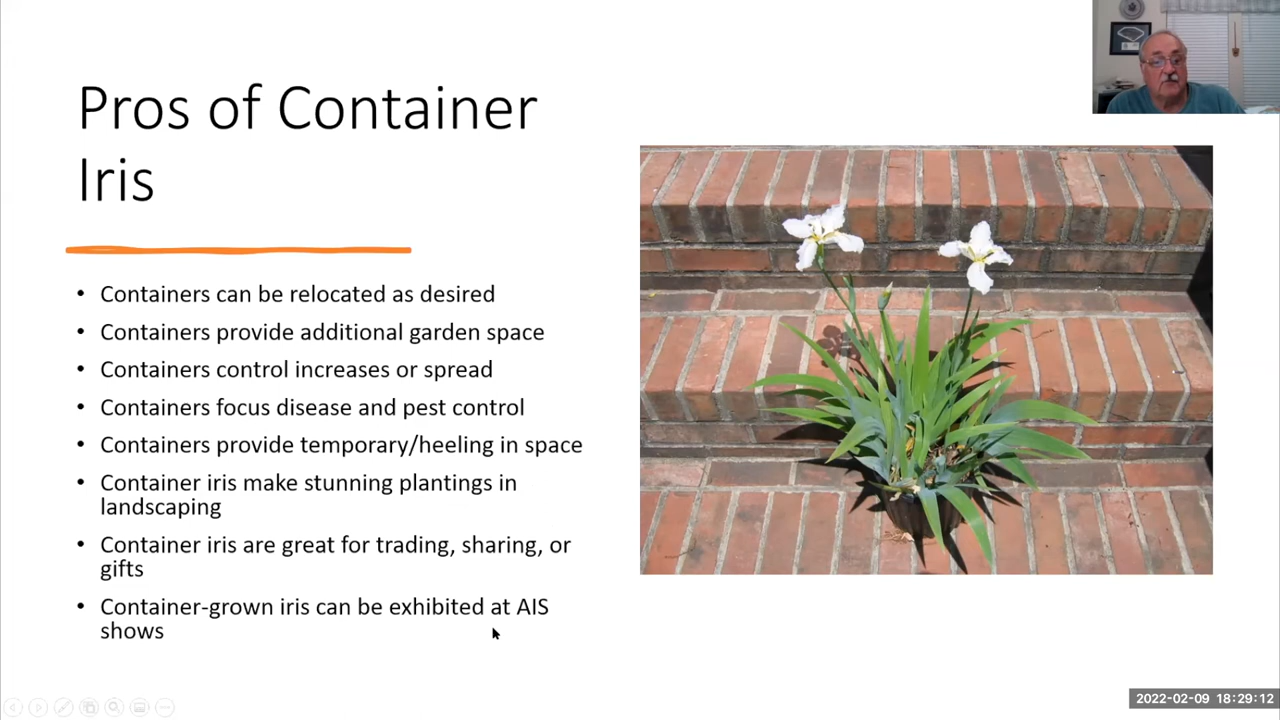 Pros of Container
Iris
• Containers can be relocated as desired
• Containers provide additional garden space
• Containers control increases or spread
• Containers focus disease and pest control
• Containers provide temporary/heeling in space
• Container iris make stunning plantings in
landscaping
• Container iris are great for trading, sharing, or
gifts
• Container-grown iris can be exhibited at AIS
shows
2022-02-09 18:29:12